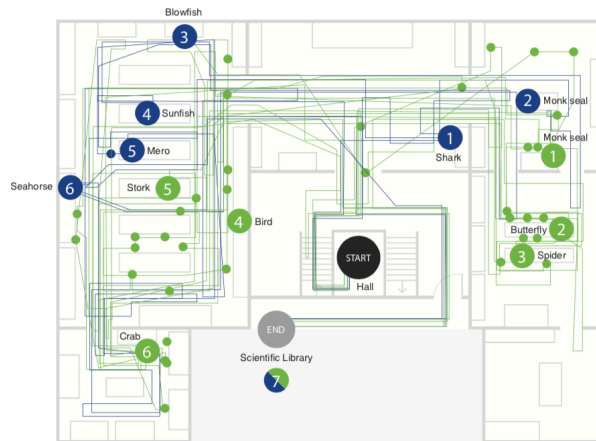 Blowfish
3
2
Monk seal
4
Sunfish
Monk seal
1
1
Shark
5
Mero
Seahorse
6
Stork
5
4
Bird
Butterfly
2
3
Spider
START
Hall
END
Crab
6
Scientific Library
7